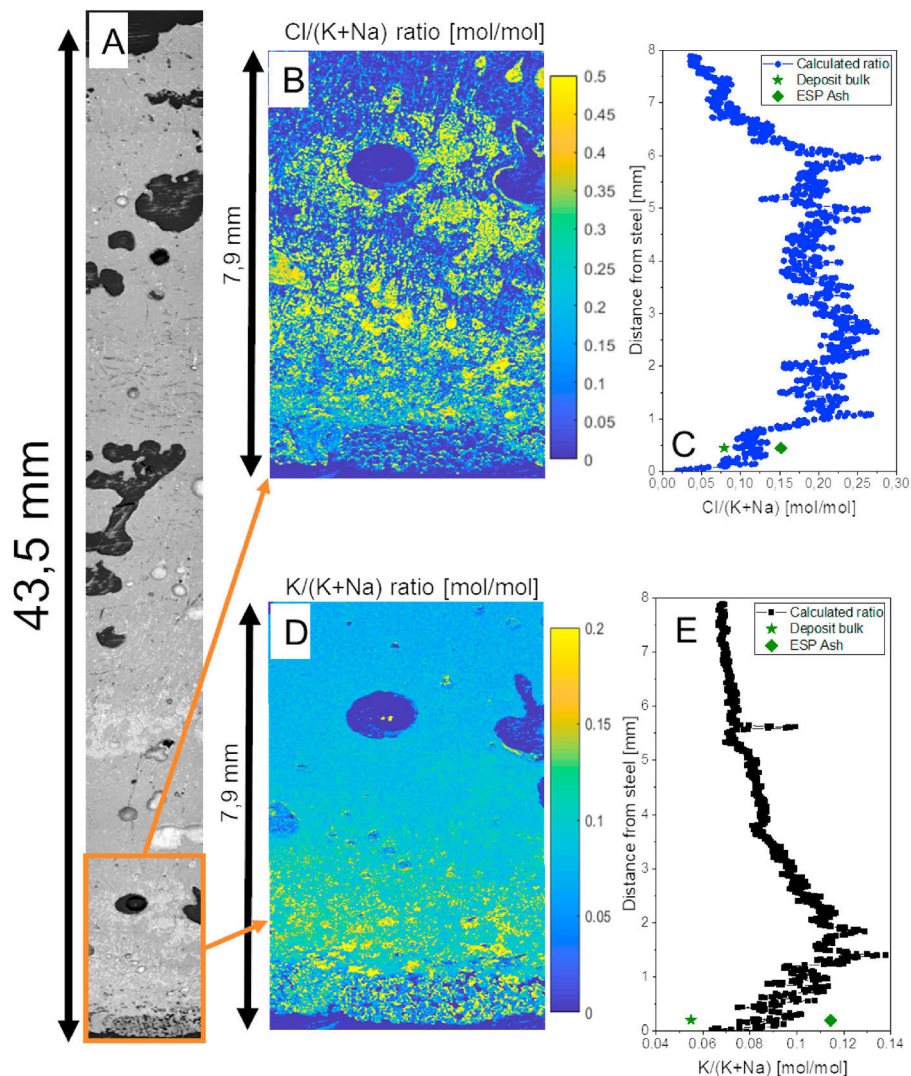 A
43,5 mm
Cl/(K+Na) ratio [mol/mol]
B
7,9 mm
0.5
0.45
0.4
0.35
0.3
0.25
0.2
0.15
0.1
0.05
0
8
7
6
5
4
3
2
1
0
Distance from steel [mm]
Calculated ratio
Deposit bulk
ESP Ash
C
0,00 0,05 0,10 0,15 0,20 0,25 0,30
Cl/(K+Na) [mol/mol]
K/(K+Na) ratio [mol/mol]
D
7,9 mm
0.2
0.15
0.1
0.05
0
8
7
6
5
4
3
2
1
0
Distance from steel [mm]
E
Calculated ratio
Deposit bulk
ESP Ash
0.04 0.06 0.08 0.10 0.12 0.14
K/(K+Na) [mol/mol]